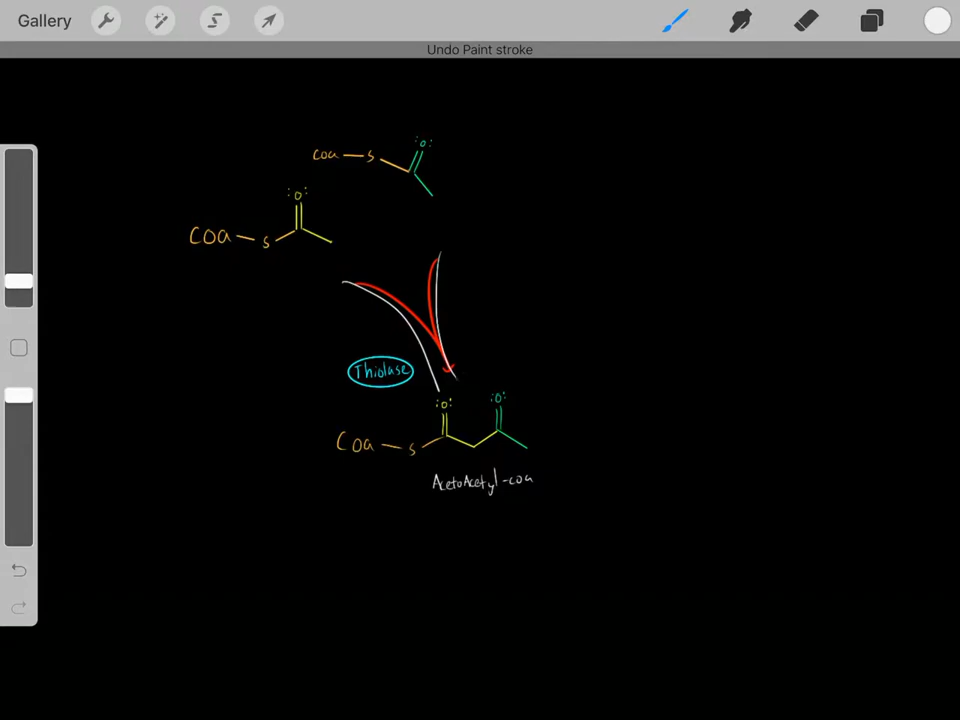 Gallery
Undo Paint stroke
:O:
coa — s
:O:
COA — s
Thiolase
:O: :O:
Coa — s
AcetoAcetyl-coa